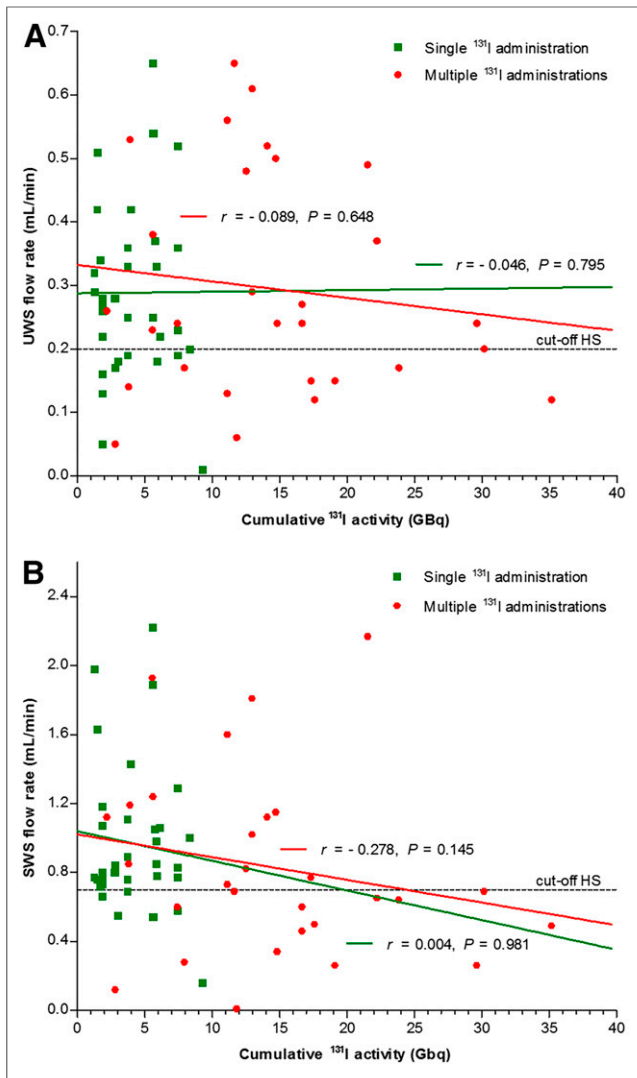 A
Single ¹³¹I administration
Multiple ¹³¹I administrations
0.7
0.6
0.5
0.4
0.3
0.2
0.1
0.0
UWS flow rate (mL/min)
r = - 0.089, P = 0.648
r = - 0.046, P = 0.795
cut-off HS
0 5 10 15 20 25 30 35 40
Cumulative ¹³¹I activity (GBq)
B
Single ¹³¹I administration
Multiple ¹³¹I administrations
2.4
2.0
1.6
1.2
0.8
0.4
0.0
SWS flow rate (mL/min)
r = - 0.278, P = 0.145
cut-off HS
r = 0.004, P = 0.981
0 5 10 15 20 25 30 35 40
Cumulative ¹³¹I activity (Gbq)